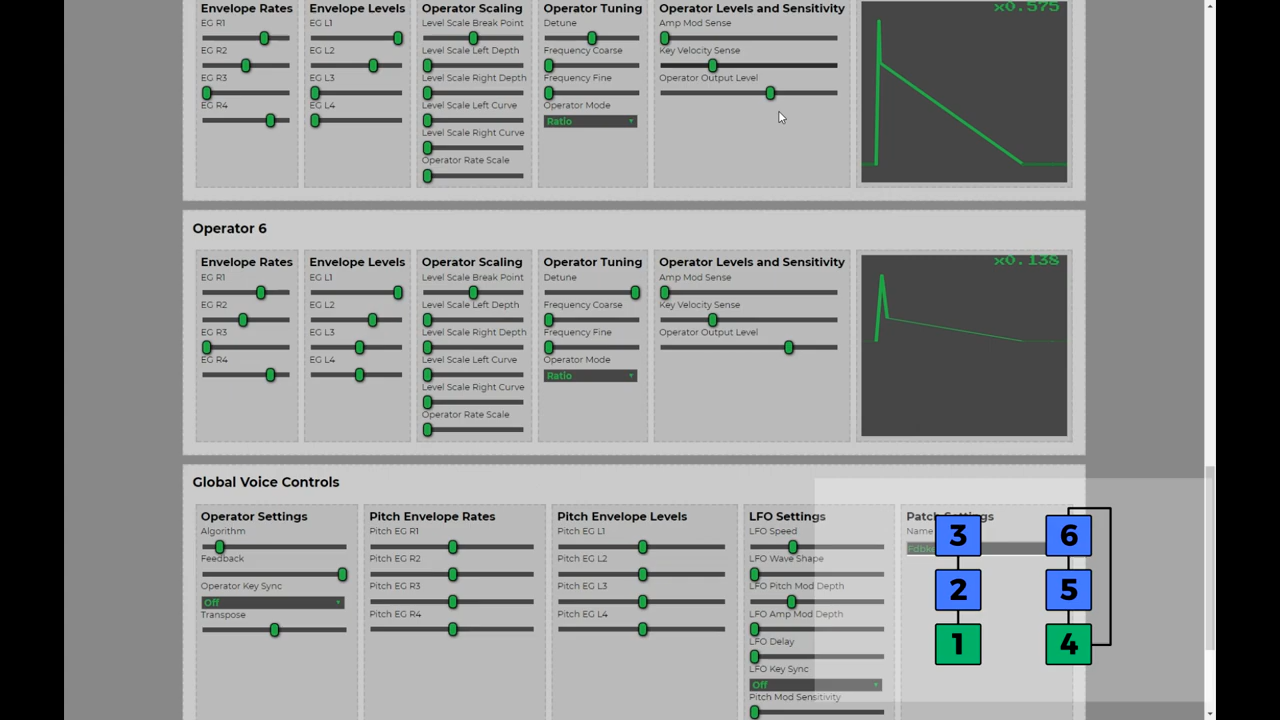 Envelope Rates
EG R1
EG R2
EG R3
EG R4
Envelope Levels
EG L1
EG L2
EG L3
EG L4
Operator Scaling
Level Scale Break Point
Level Scale Left Depth
Level Scale Right Depth
Level Scale Left Curve
Level Scale Right Curve
Operator Rate Scale
Operator Tuning
Detune
Frequency Coarse
Frequency Fine
Operator Mode
Ratio
Operator Levels and Sensitivity
Amp Mod Sense
Key Velocity Sense
Operator Output Level
x0.575
Operator 6
Envelope Rates
EG R1
EG R2
EG R3
EG R4
Envelope Levels
EG L1
EG L2
EG L3
EG L4
Operator Scaling
Level Scale Break Point
Level Scale Left Depth
Level Scale Right Depth
Level Scale Left Curve
Level Scale Right Curve
Operator Rate Scale
Operator Tuning
Detune
Frequency Coarse
Frequency Fine
Operator Mode
Ratio
Operator Levels and Sensitivity
Amp Mod Sense
Key Velocity Sense
Operator Output Level
x0.138
Global Voice Controls
Operator Settings
Algorithm
Feedback
Operator Key Sync
Off
Transpose
Pitch Envelope Rates
Pitch EG R1
Pitch EG R2
Pitch EG R3
Pitch EG R4
Pitch Envelope Levels
Pitch EG L1
Pitch EG L2
Pitch EG L3
Pitch EG L4
LFO Settings
LFO Speed
LFO Wave Shape
LFO Pitch Mod Depth
LFO Amp Mod Depth
LFO Delay
LFO Key Sync
Off
Pitch Mod Sensitivity
Patch Settings
Name
3
2
1
6
5
4